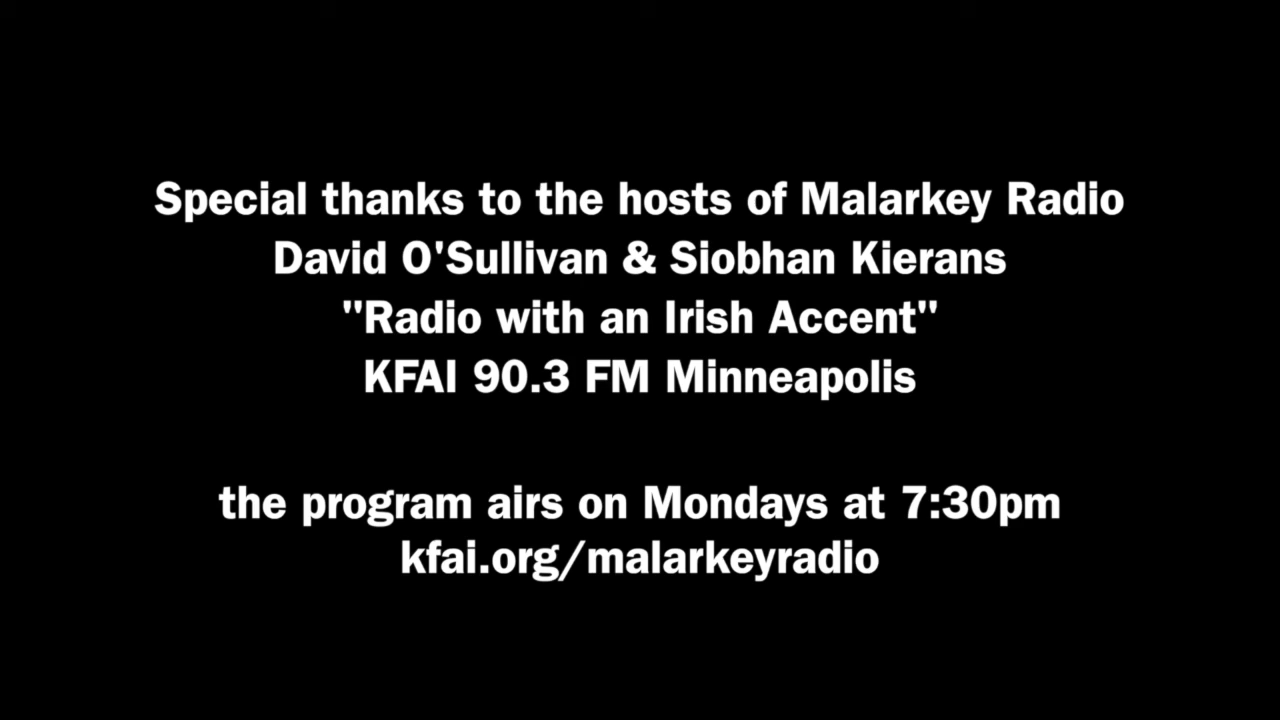 Special thanks to the hosts of Malarkey Radio
David O'Sullivan & Siobhan Kierans
"Radio with an Irish Accent"
KFAI 90.3 FM Minneapolis
the program airs on Mondays at 7:30pm
kfai.org/malarkeyradio